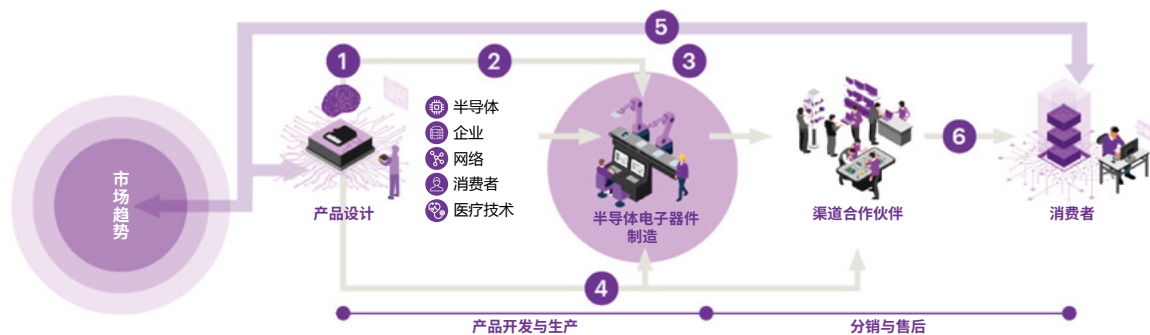 5
1
2
3
半导体
企业
网络
消费者
医疗技术
6
市场趋势
产品设计
半导体电子器件
制造
渠道合作伙伴
消费者
4
产品开发与生产
分销与售后